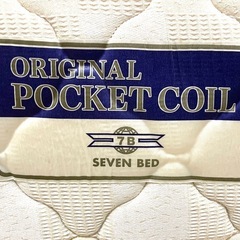 ORIGINAL
POCKET COIL
7B
SEVEN BED